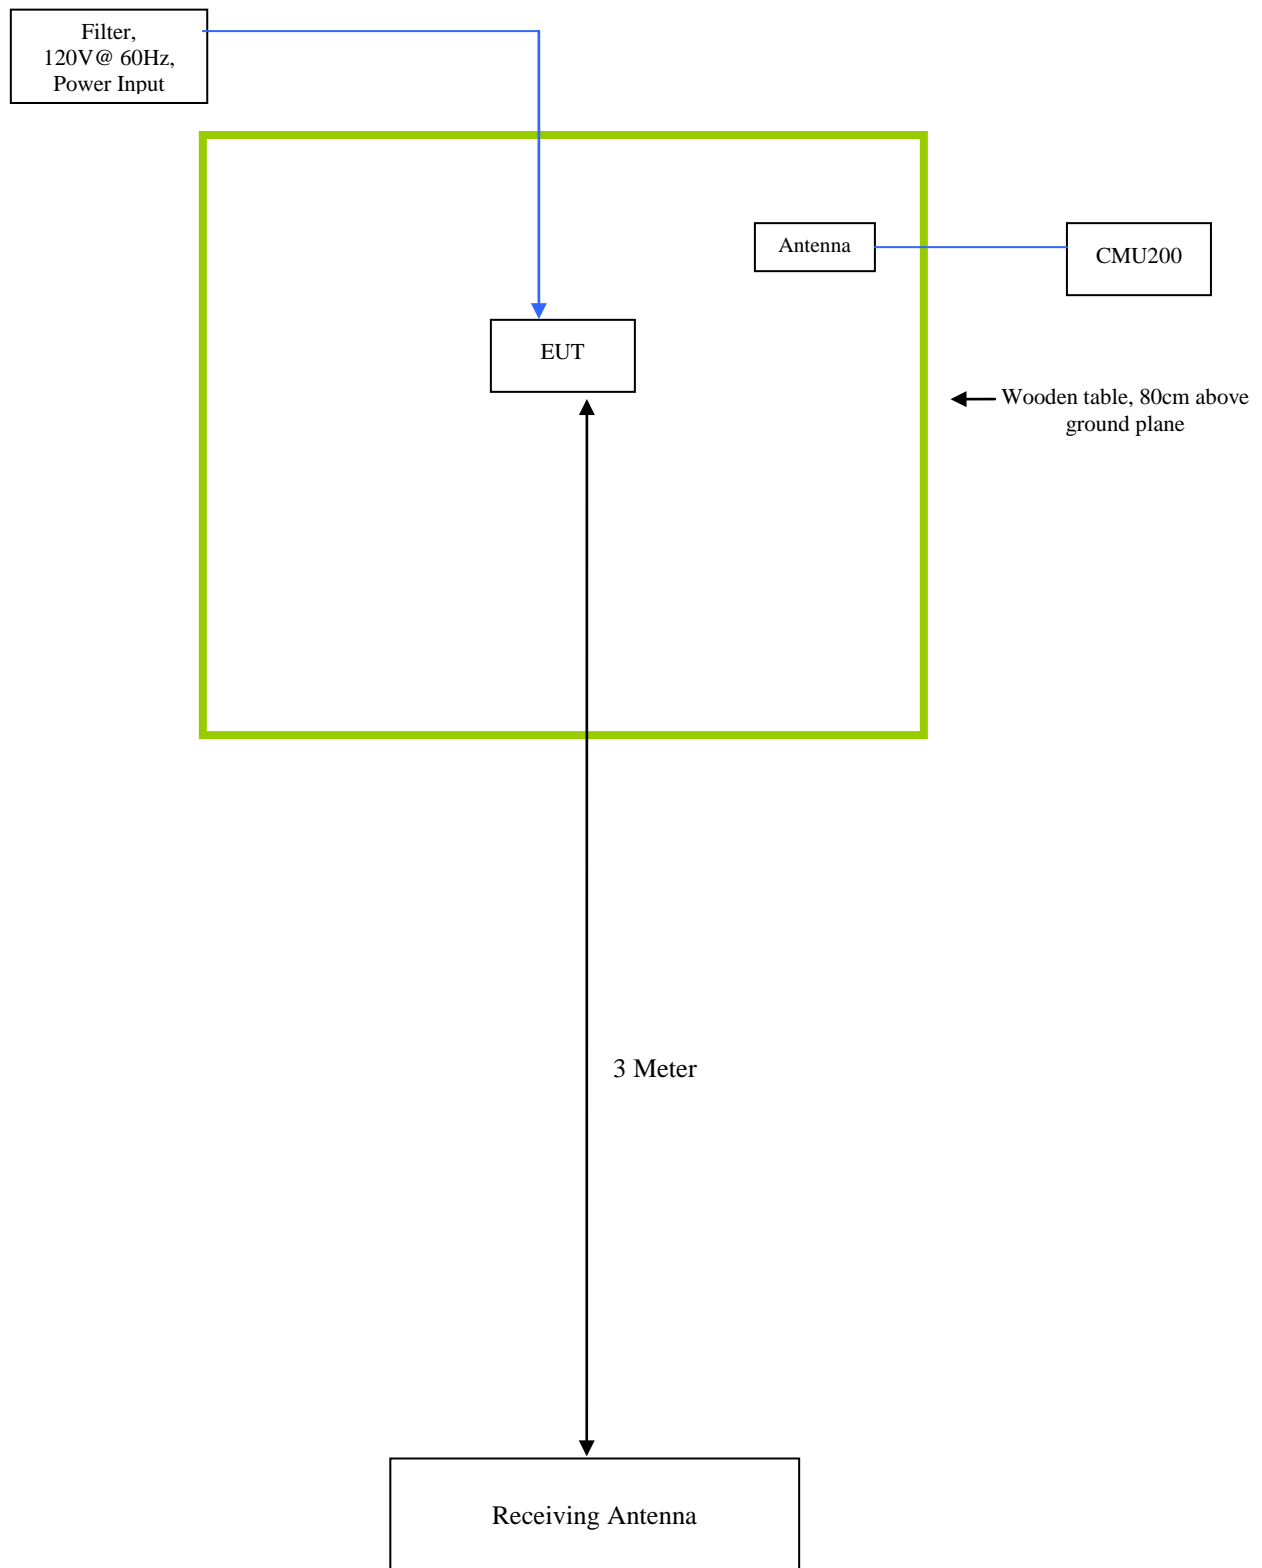 Filter,
120V@ 60Hz,
Power Input
Antenna
CMU200
EUT
Wooden table, 80cm above
ground plane
3 Meter
Receiving Antenna